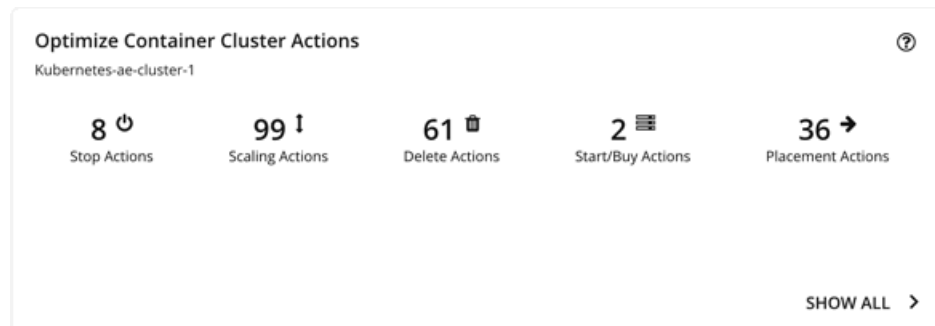 Optimize Container Cluster Actions
Kubernetes-ae-cluster-1
8 99 61 2 36
Stop Actions Scaling Actions Delete Actions Start/Buy Actions Placement Actions
SHOW ALL